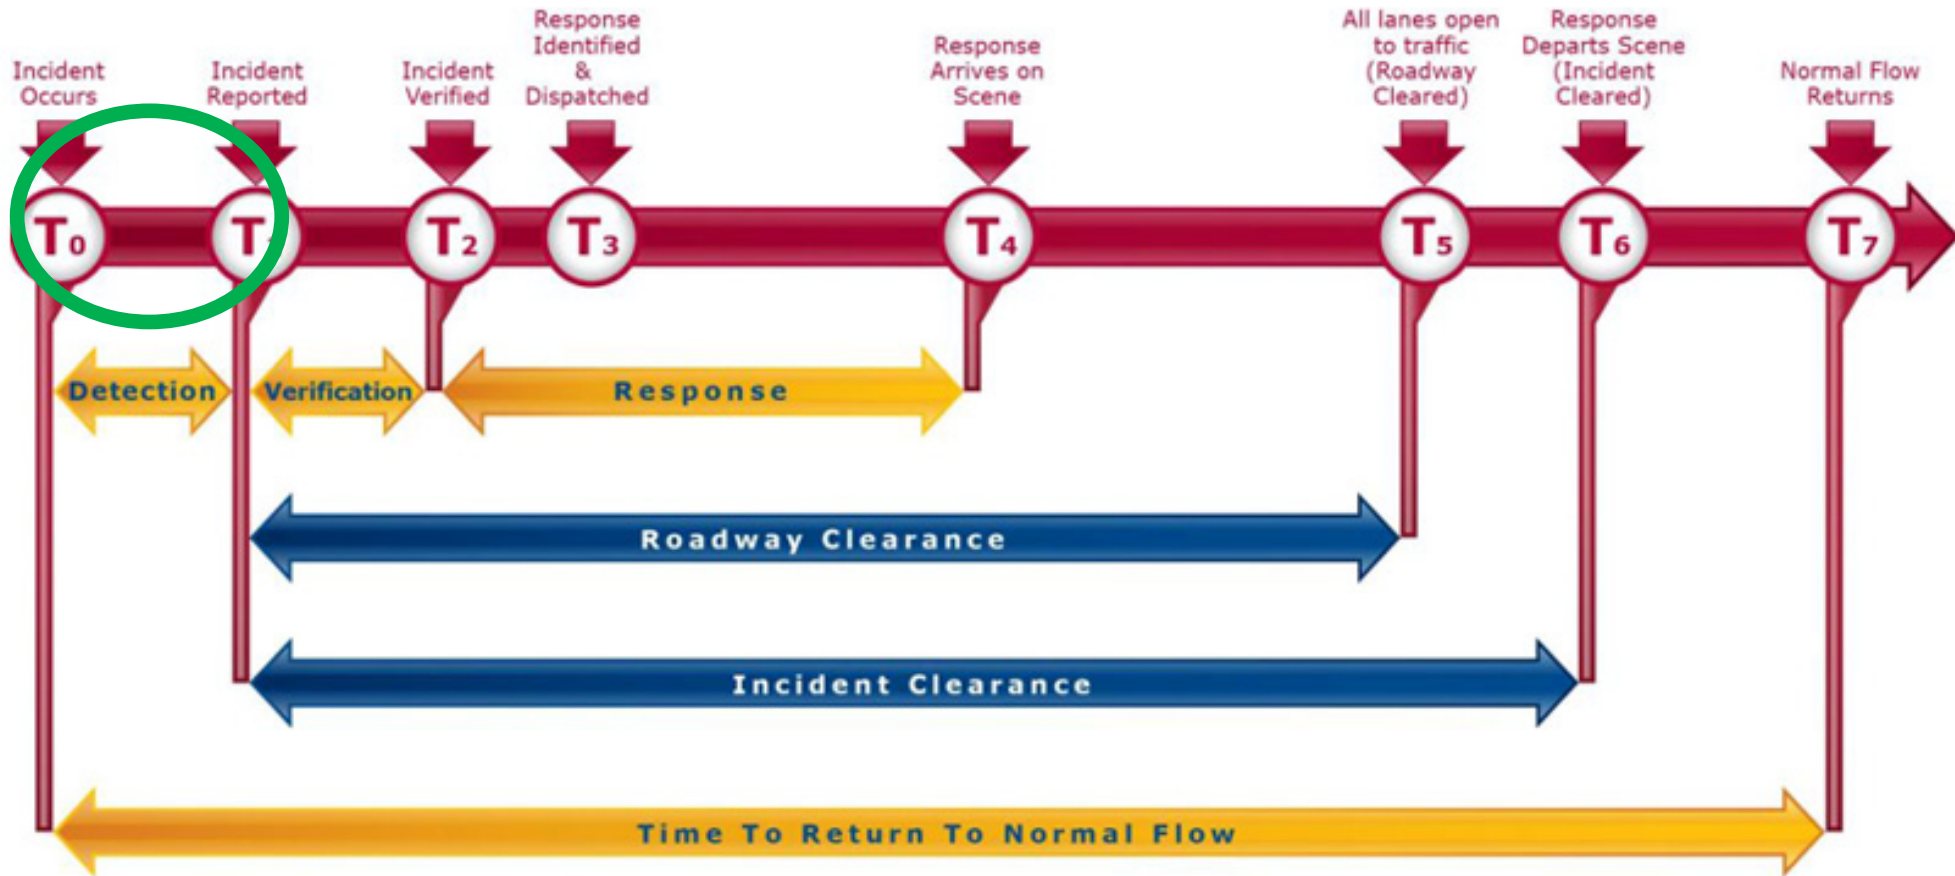 Incident
Occurs
Incident
Reported
Incident
Verified
Response
Identified
&
Dispatched
Response
Arrives on
Scene
All lanes open
to traffic
(Roadway
Cleared)
Response
Departs Scene
(Incident
Cleared)
Normal Flow
Returns
T0
T
T2
T3
T4
T5
T6
T7
Detection
Verification
Response
Roadway Clearance
Incident Clearance
Time To Return To Normal Flow